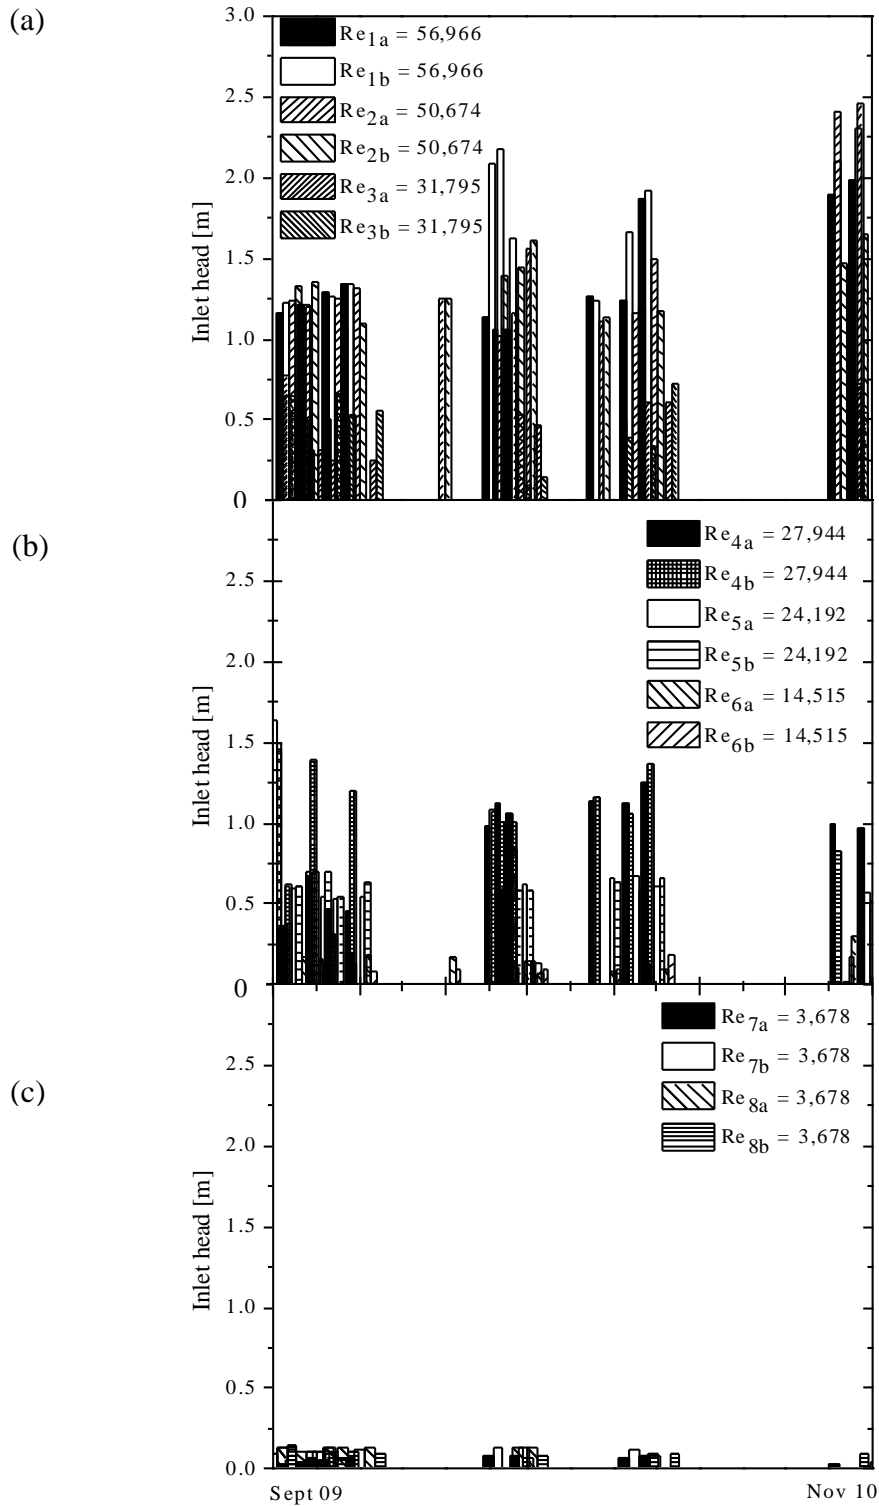 (a)
3.0
2.5
2.0
1.5
1.0
0.5
0
Inlet head [m]
Re1a = 56,966
Re1b = 56,966
Re2a = 50,674
Re2b = 50,674
Re3a = 31,795
Re3b = 31,795
(b)
2.5
2.0
1.5
1.0
0.5
0
Inlet head [m]
Re4a = 27,944
Re4b = 27,944
Re5a = 24,192
Re5b = 24,192
Re6a = 14,515
Re6b = 14,515
(c)
2.5
2.0
1.5
1.0
0.5
0.0
Inlet head [m]
Re7a = 3,678
Re7b = 3,678
Re8a = 3,678
Re8b = 3,678
Sept 09 Nov 10